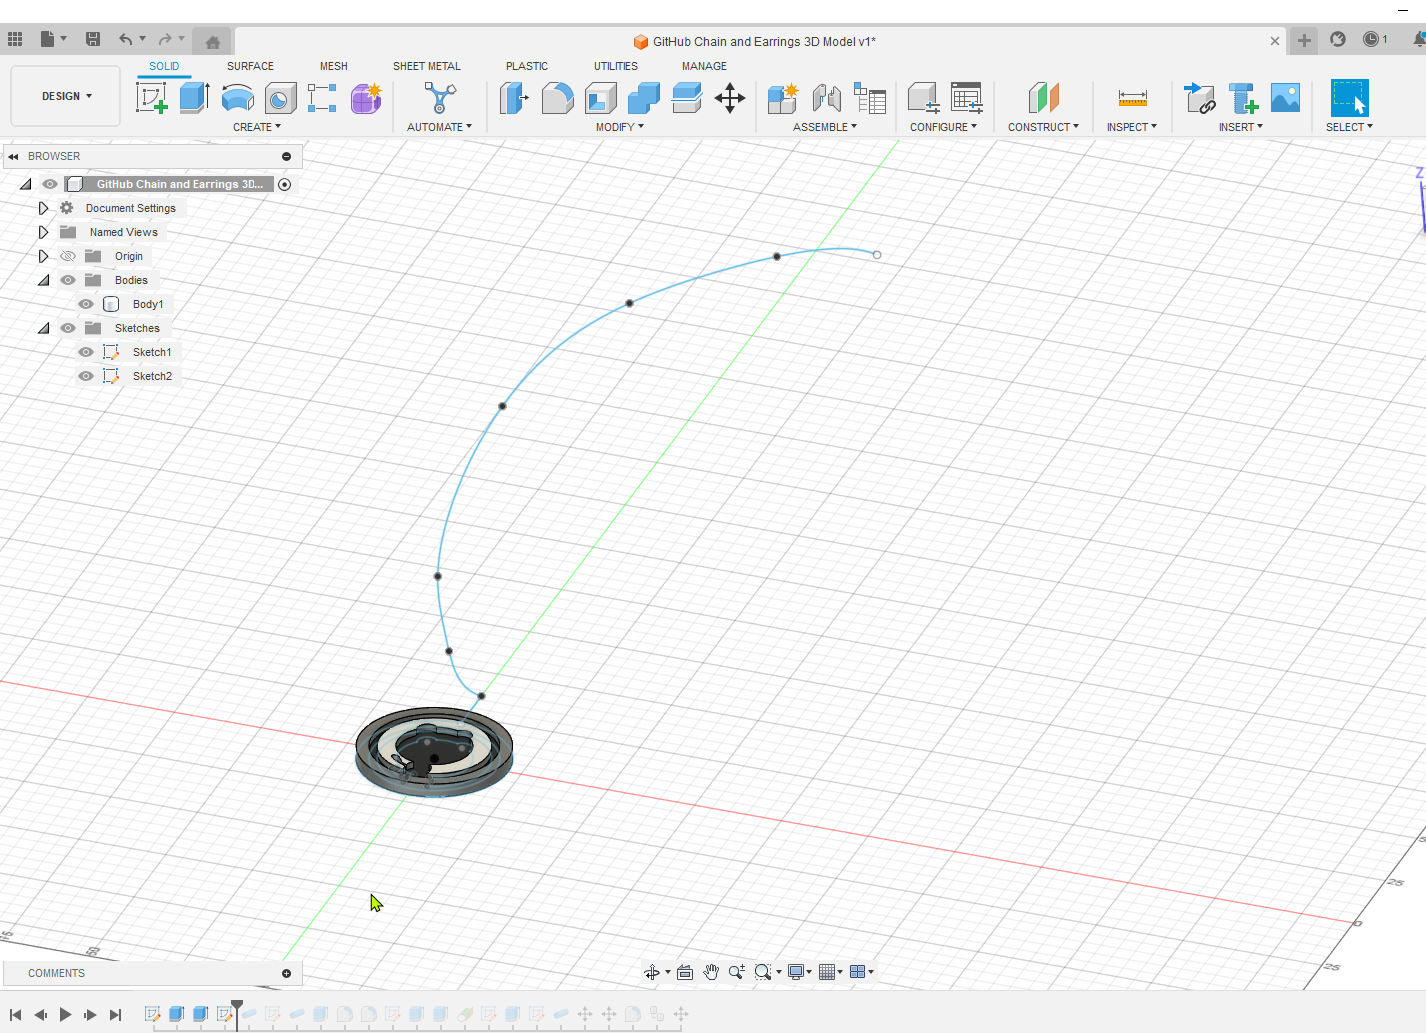 GitHub Chain and Earrings 3D Model v1*
1
SOLID SURFACE MESH SHEET METAL PLASTIC UTILITIES MANAGE
DESIGN
CREATE AUTOMATE MODIFY ASSEMBLE CONFIGURE CONSTRUCT INSPECT INSERT SELECT
BROWSER
GitHub Chain and Earrings 3D...
Document Settings
Named Views
Origin
Bodies
Body1
Sketches
Sketch1
Sketch2
Z
25
0
25
COMMENTS